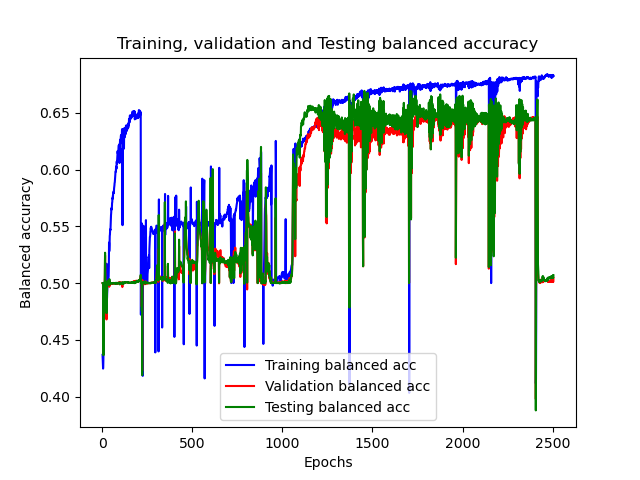 Training, validation and Testing balanced accuracy
Balanced accuracy
0.65
0.60
0.55
0.50
0.45
0.40
Training balanced acc
Validation balanced acc
Testing balanced acc
0 500 1000 1500 2000 2500
Epochs